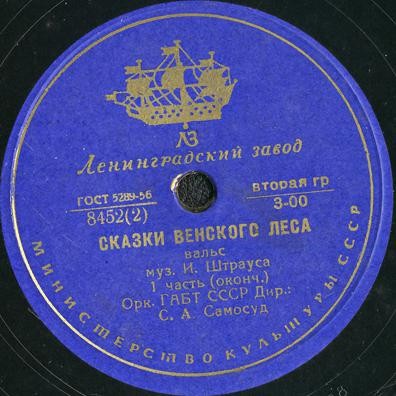 ЛЗ
Ленинградский завод
ГОСТ 5289-56
8452(2)
вторая гр
3-00
СКАЗКИ ВЕНСКОГО ЛЕСА
вальс
муз. И. Штрауса
1 часть (оконч.)
Орк. ГАБТ СССР Дир.:
С. А. Самосуд
МИНИСТЕРСТВО КУЛЬТУРЫ СССР